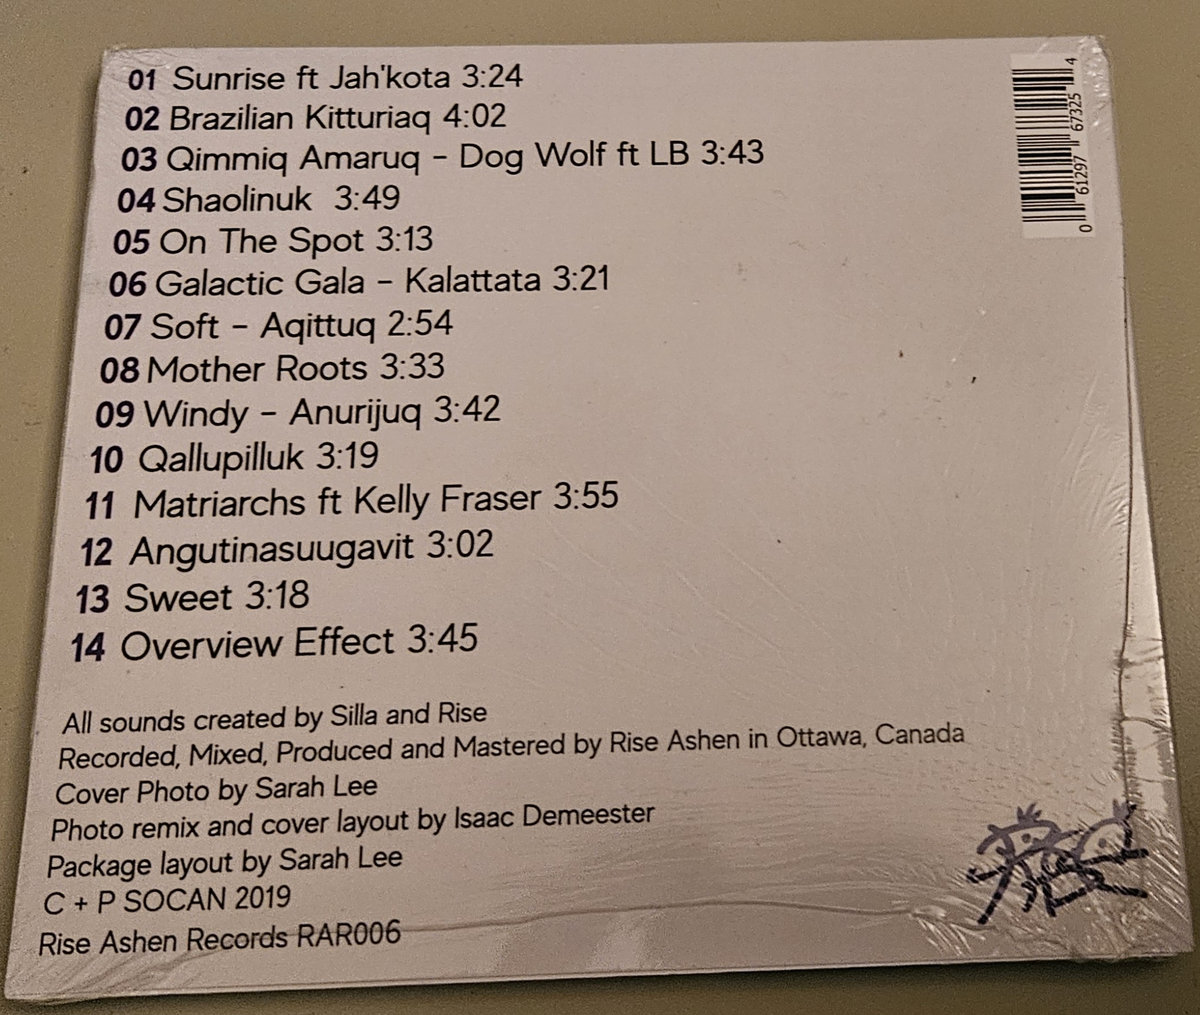 01 Sunrise ft Jah'kota 3:24
02 Brazilian Kitturiaq 4:02
03 Qimmiq Amaruq - Dog Wolf ft LB 3:43
04 Shaolinuk 3:49
05 On The Spot 3:13
06 Galactic Gala - Kalattata 3:21
07 Soft - Aqittuq 2:54
08 Mother Roots 3:33
09 Windy - Anurijuq 3:42
10 Qallupilluk 3:19
11 Matriarchs ft Kelly Fraser 3:55
12 Angutinasuugavit 3:02
13 Sweet 3:18
14 Overview Effect 3:45
All sounds created by Silla and Rise
Recorded, Mixed, Produced and Mastered by Rise Ashen in Ottawa, Canada
Cover Photo by Sarah Lee
Photo remix and cover layout by Isaac Demeester
Package layout by Sarah Lee
C + P SOCAN 2019
Rise Ashen Records RAR006
0 61297 67325 4